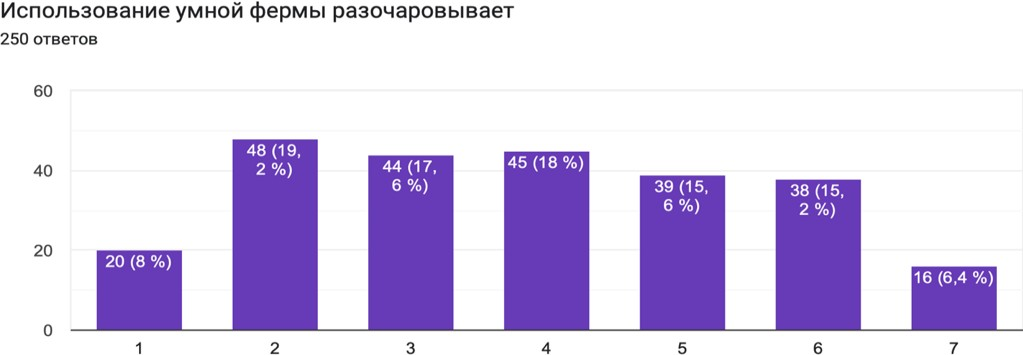 Использование умной фермы разочаровывает
250 ответов
60
40
20
0
20 (8 %)
48 (19,
2 %)
44 (17,
6 %)
45 (18 %)
39 (15,
6 %)
38 (15,
2 %)
16 (6,4 %)
1 2 3 4 5 6 7